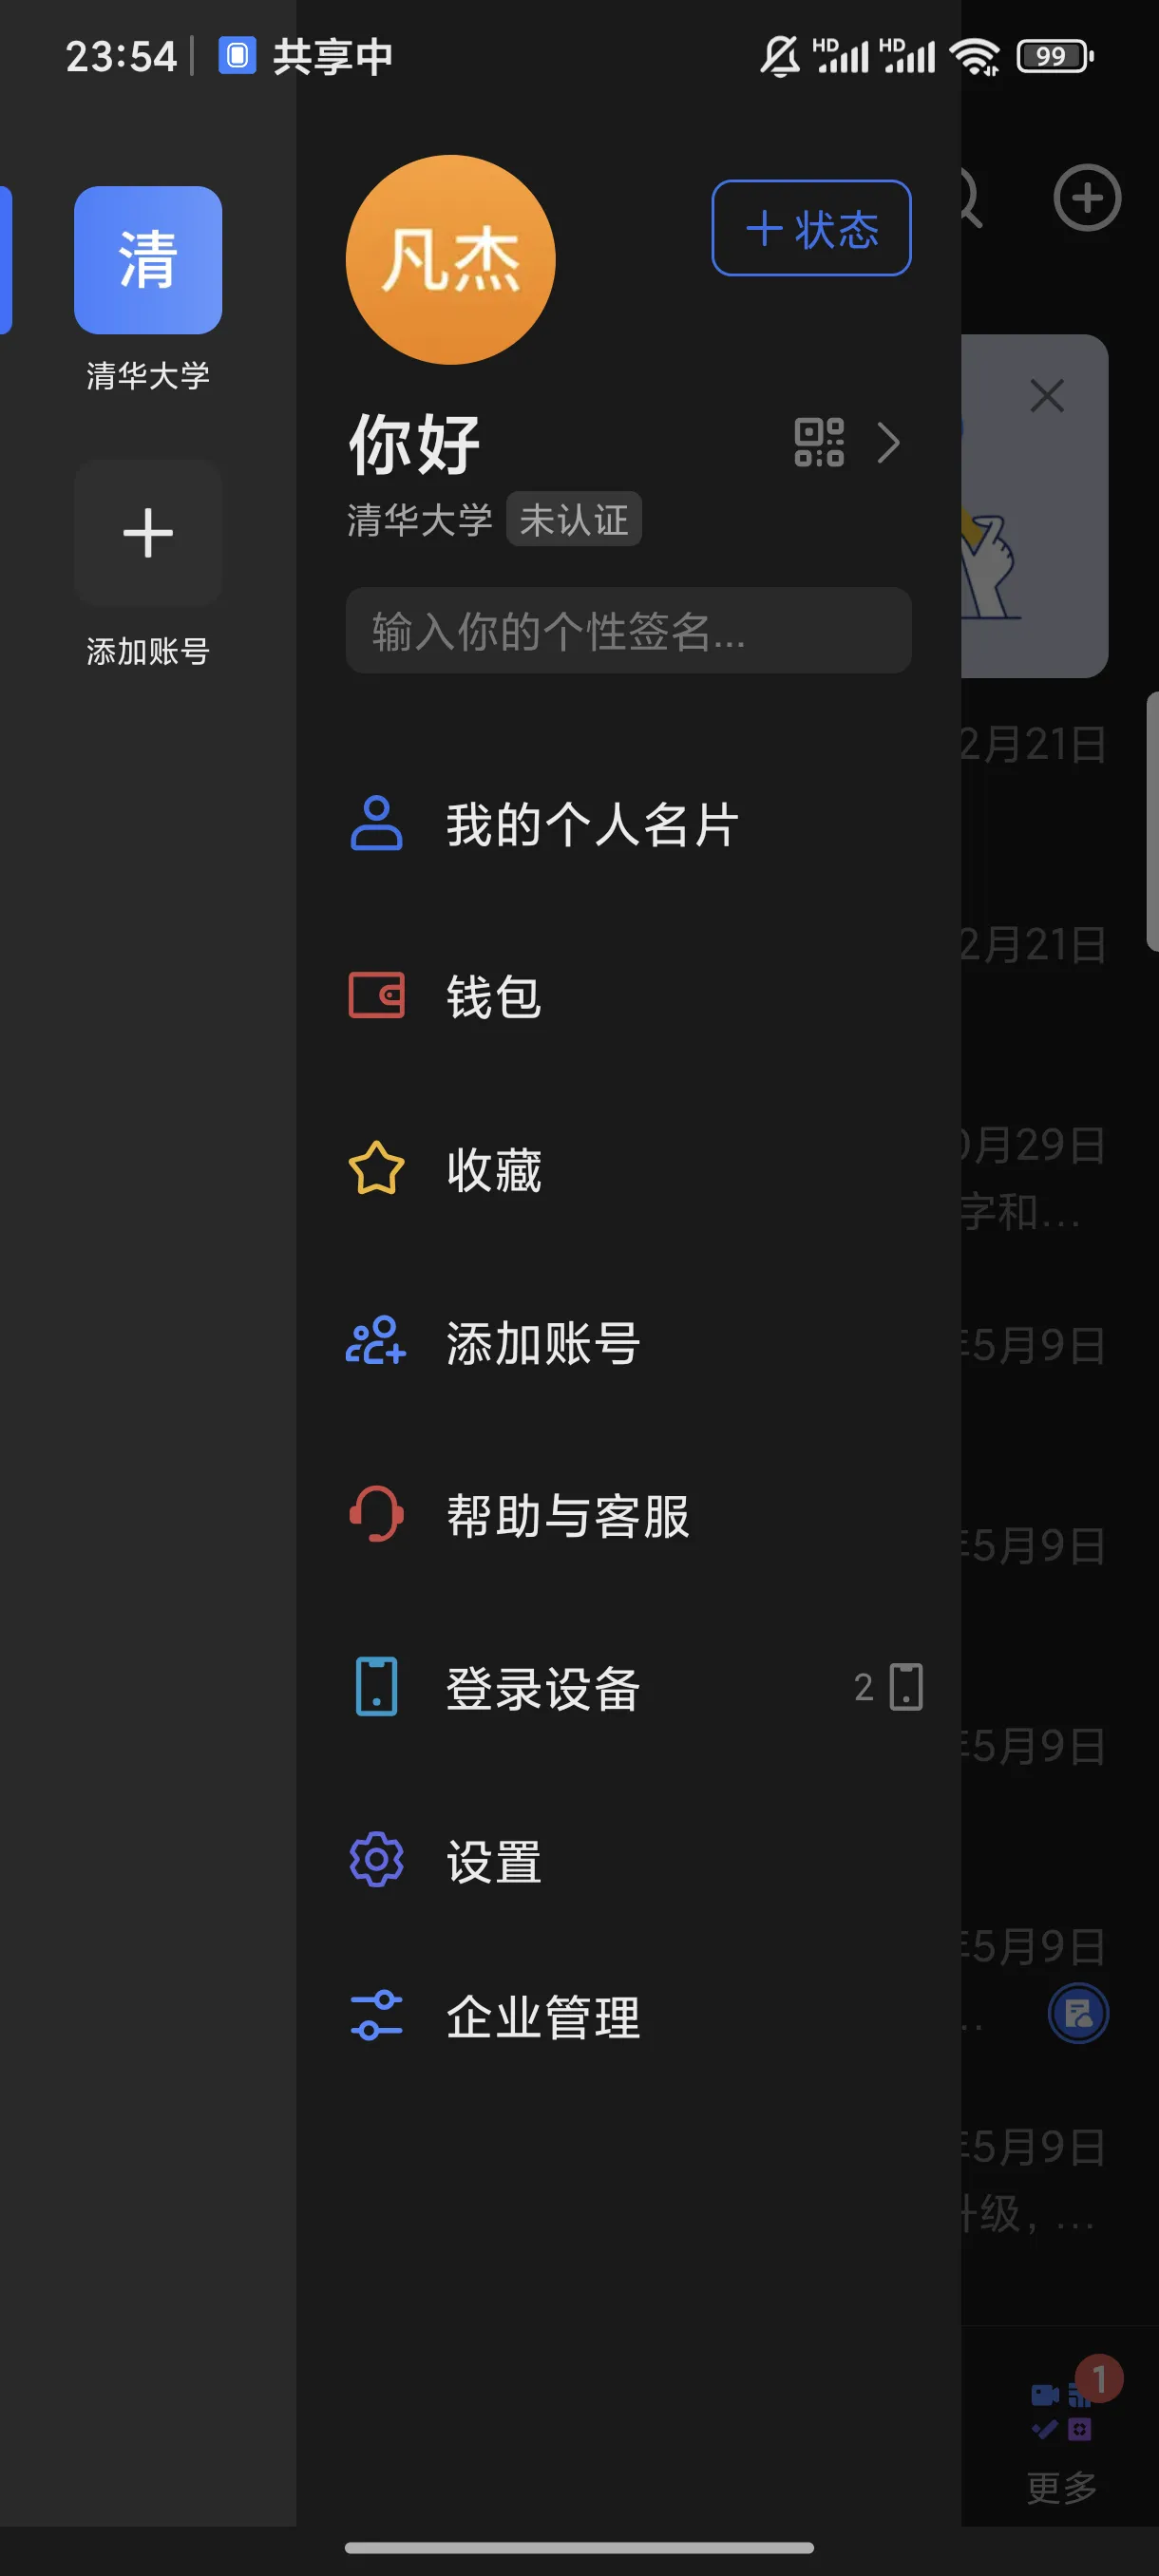 23:54
共享中
HD
HD
99
清
清华大学
添加账号
凡杰
状态
你好
清华大学 未认证
输入你的个性签名...
我的个人名片
钱包
收藏
添加账号
帮助与客服
登录设备 2
设置
企业管理
2月21日
2月21日
月29日
字和...
5月9日
5月9日
5月9日
5月9日
..
5月9日
级，...
1
更多